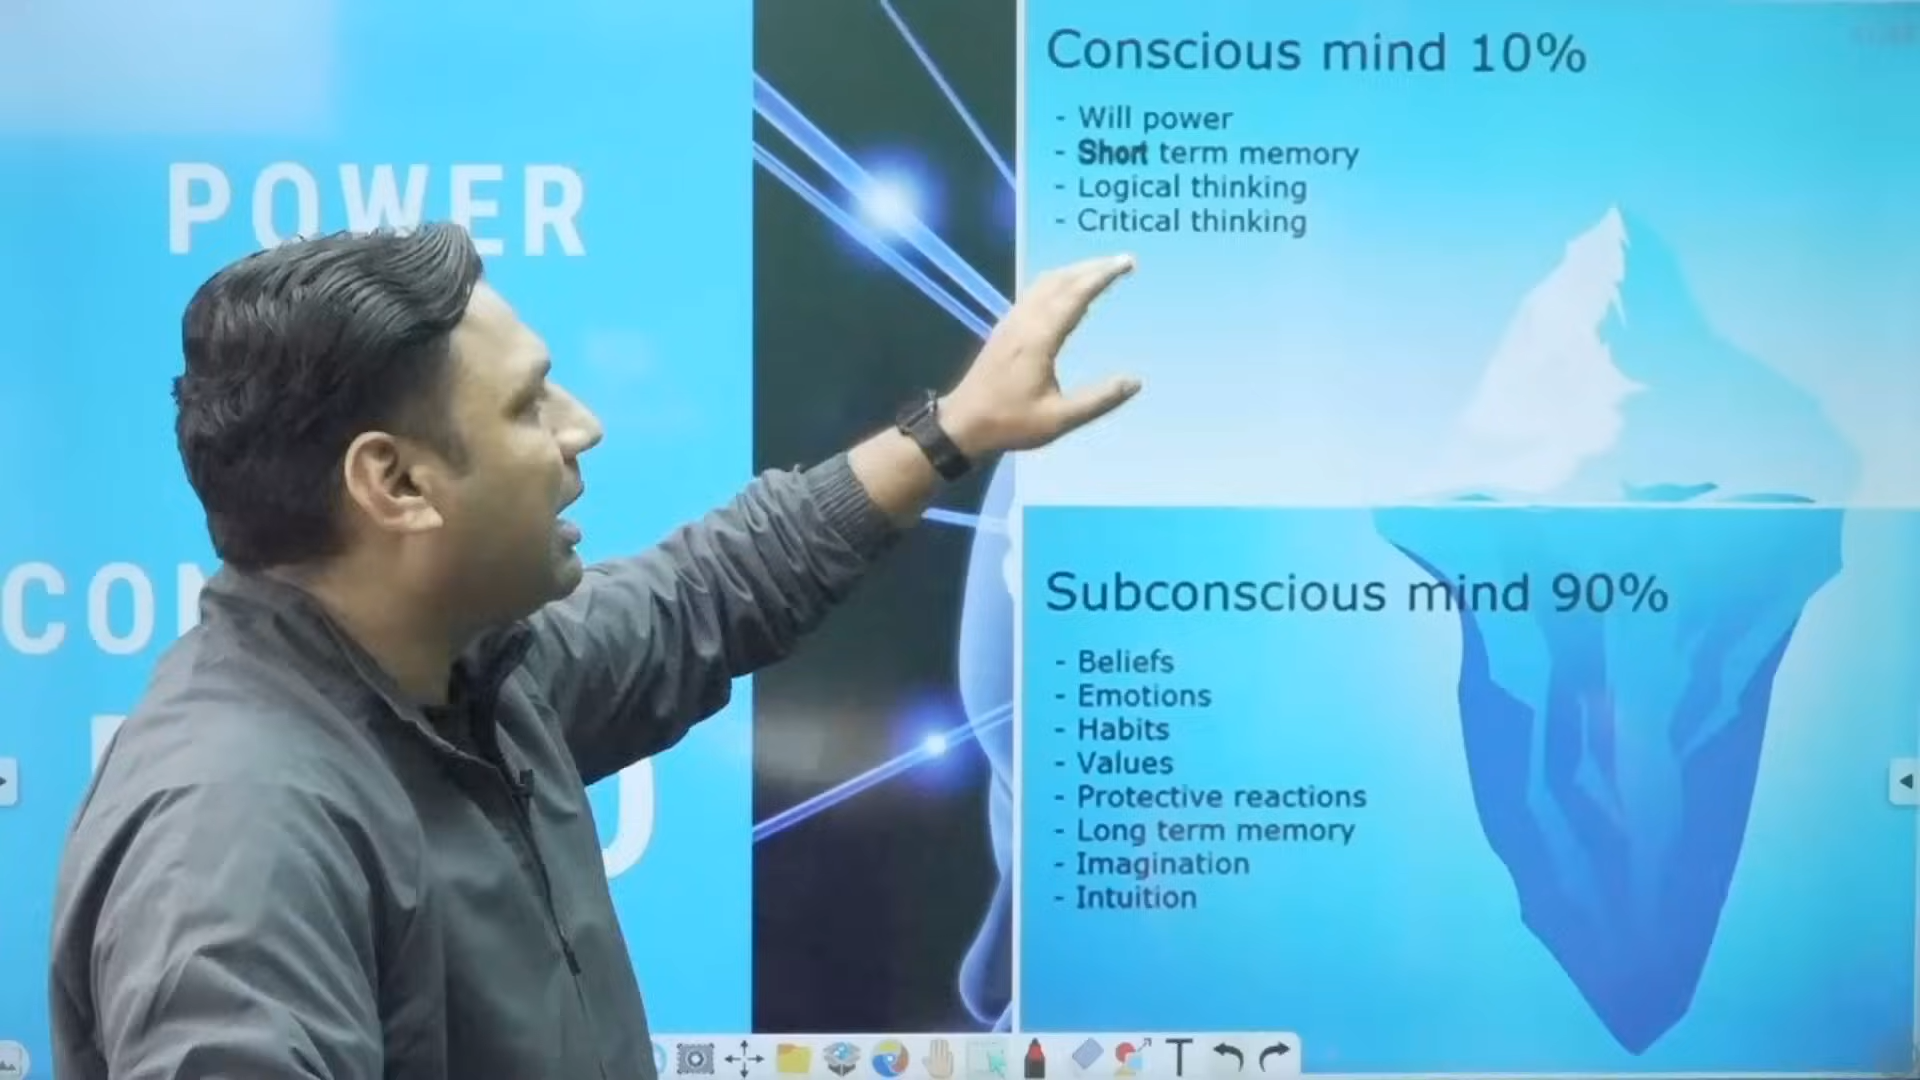 POWER
Conscious mind 10%
- Will power
- Short term memory
- Logical thinking
- Critical thinking
Subconscious mind 90%
- Beliefs
- Emotions
- Habits
- Values
- Protective reactions
- Long term memory
- Imagination
- Intuition
T